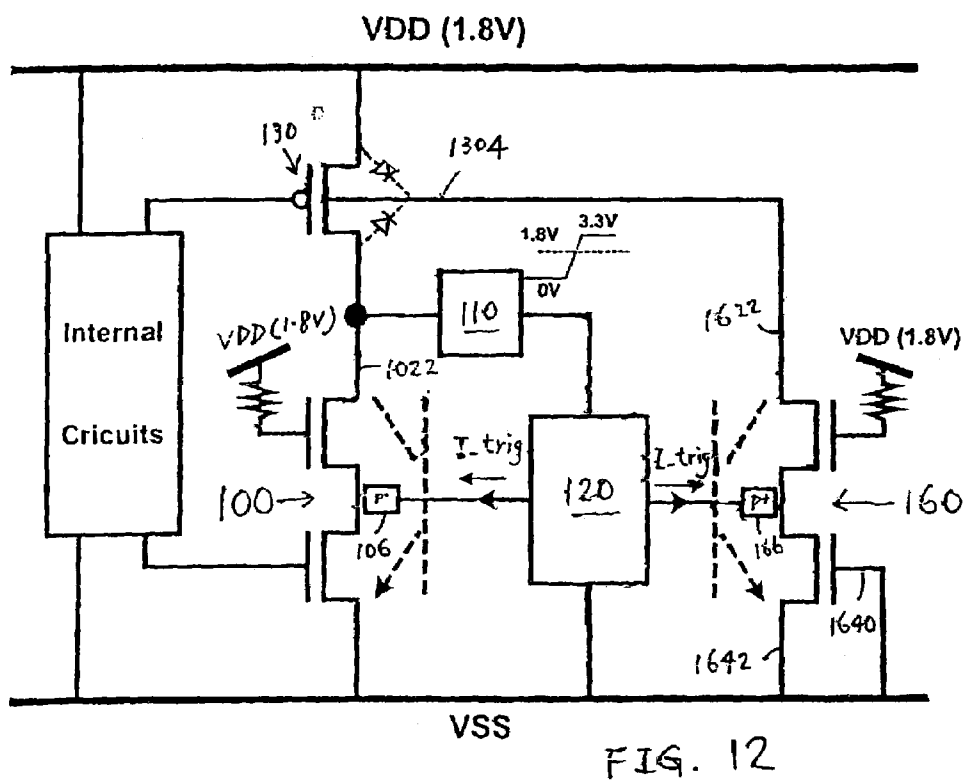 VDD (1.8V)
130
1304
1.8V
3.3V
0V
110
Internal
Cricuits
VDD (1.8V)
1022
1622
VDD (1.8V)
I_trig
I_trig
100
P+
106
120
P+
166
160
1640
1642
VSS
FIG. 12